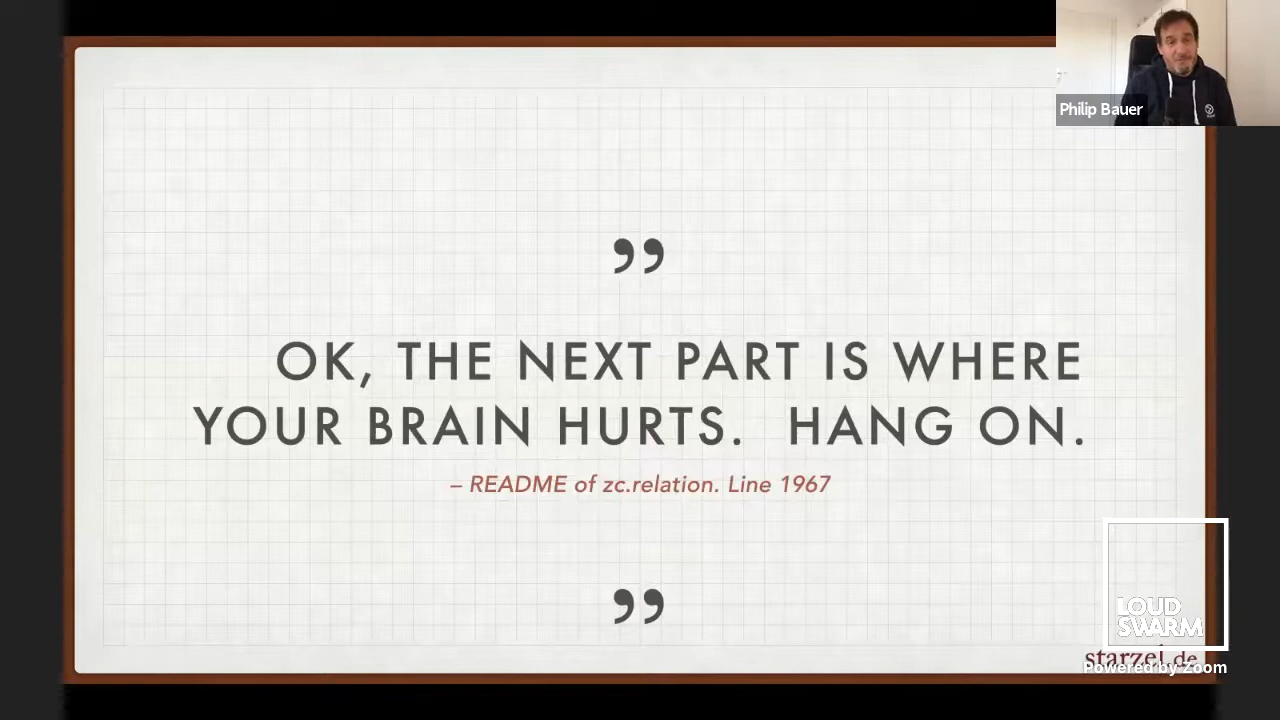 Philip Bauer
”
OK, THE NEXT PART IS WHERE
YOUR BRAIN HURTS.  HANG ON.
– README of zc.relation. Line 1967
”
LOUD
SWARM
starzel.de
Powered by Zoom